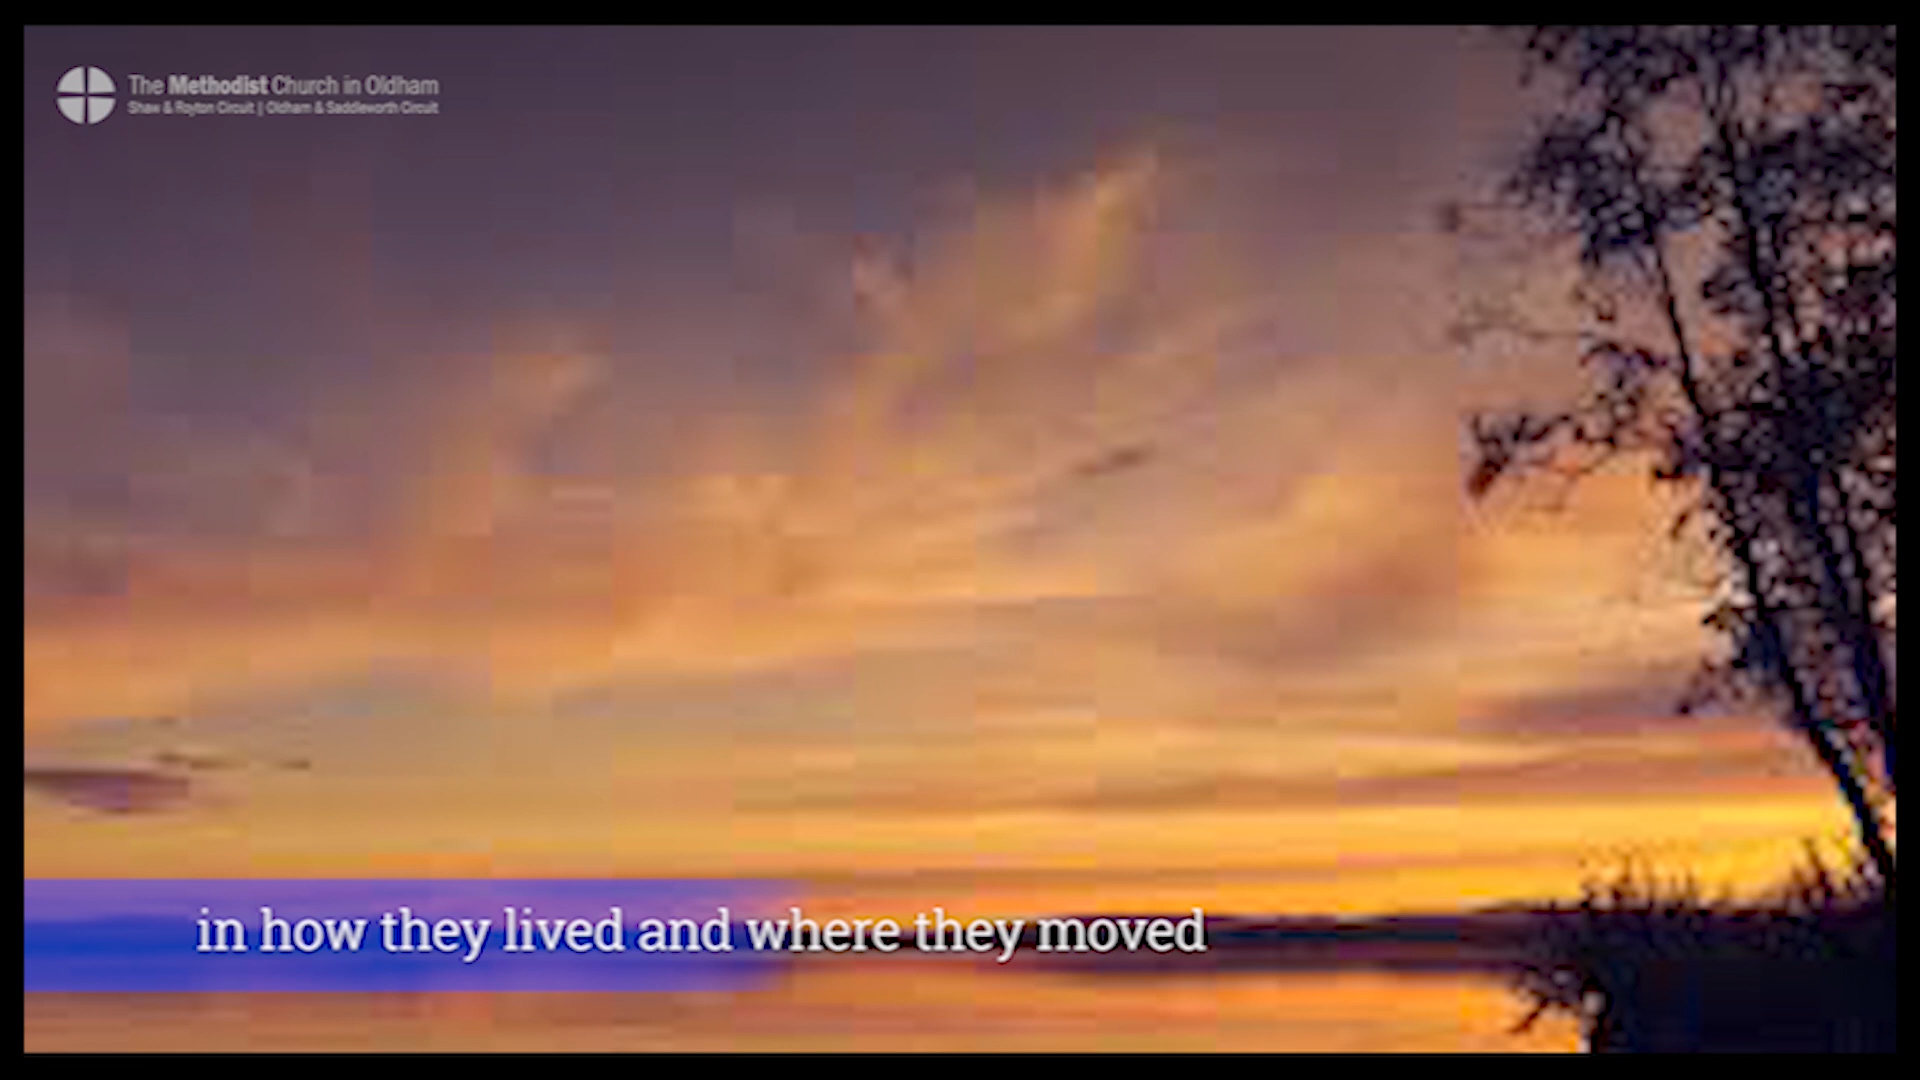 The Methodist Church in Oldham
Shaw & Royton Circuit | Oldham & Saddleworth Circuit
in how they lived and where they moved